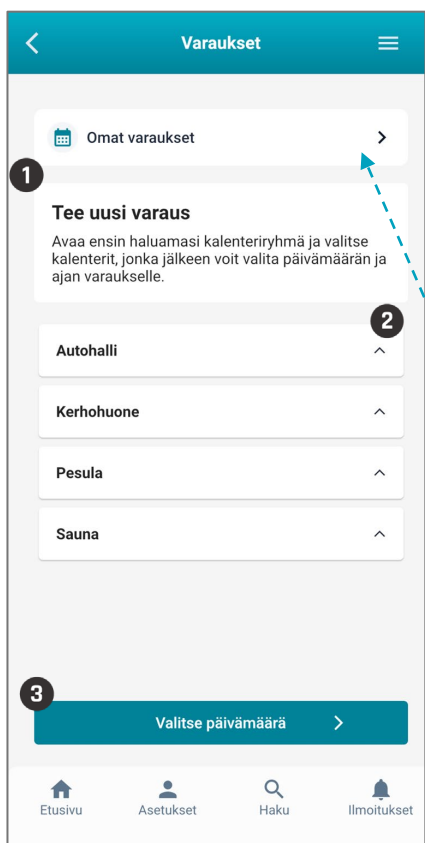 Varaukset
Omat varaukset
1
Tee uusi varaus
Avaa ensin haluamasi kalenteriryhmä ja valitse
kalenterit, jonka jälkeen voit valita päivämäärän ja
ajan varaukselle.
2
Autohalli
Kerhohuone
Pesula
Sauna
3
Valitse päivämäärä
Etusivu Asetukset Haku Ilmoitukset